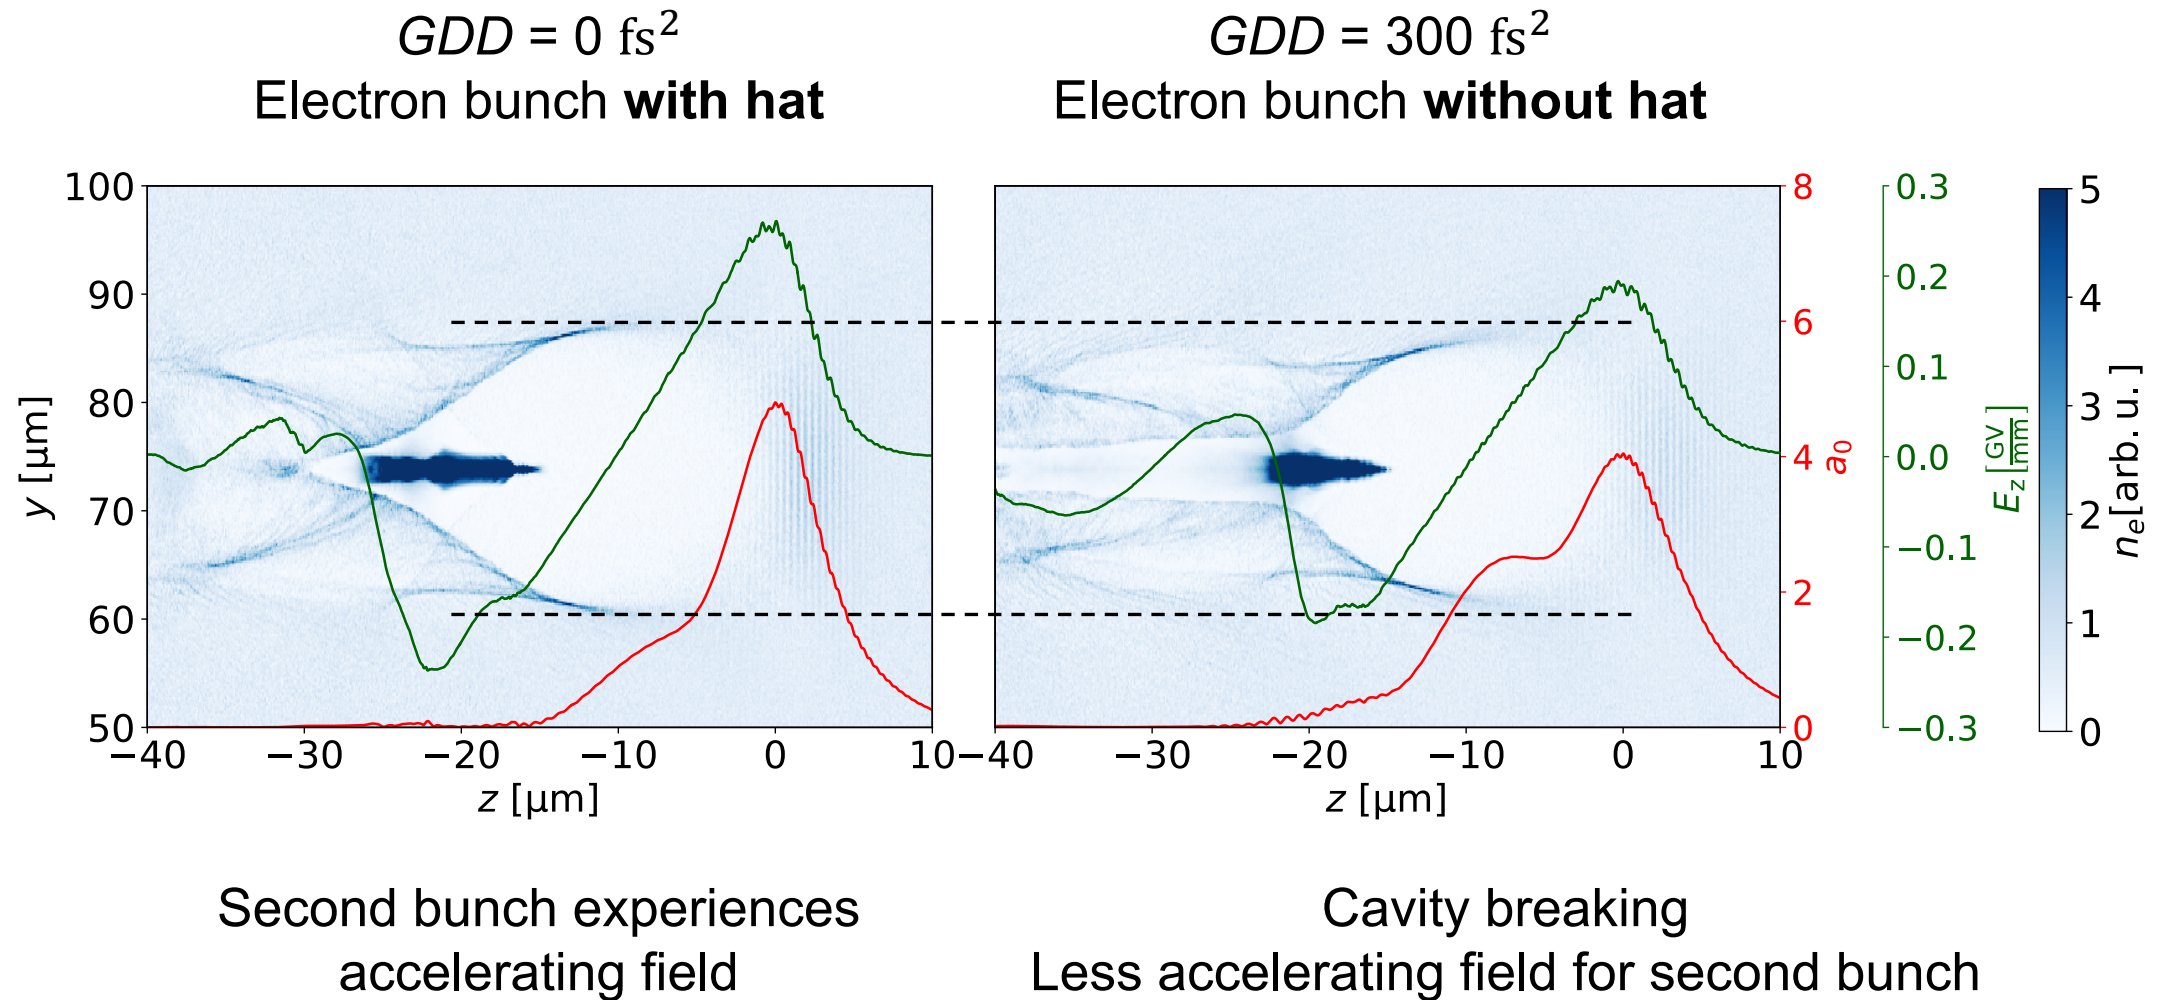 GDD = 0 fs²
Electron bunch with hat
GDD = 300 fs²
Electron bunch without hat
100
90
80
70
60
50
y [µm]
−40
−30
−20
−10
0
10
z [µm]
−40
−30
−20
−10
0
10
z [µm]
8
6
4
2
0
a₀
0.3
0.2
0.1
0.0
−0.1
−0.2
−0.3
E_z [GV/mm]
5
4
3
2
1
0
nₑ[arb. u.]
Second bunch experiences
accelerating field
Cavity breaking
Less accelerating field for second bunch